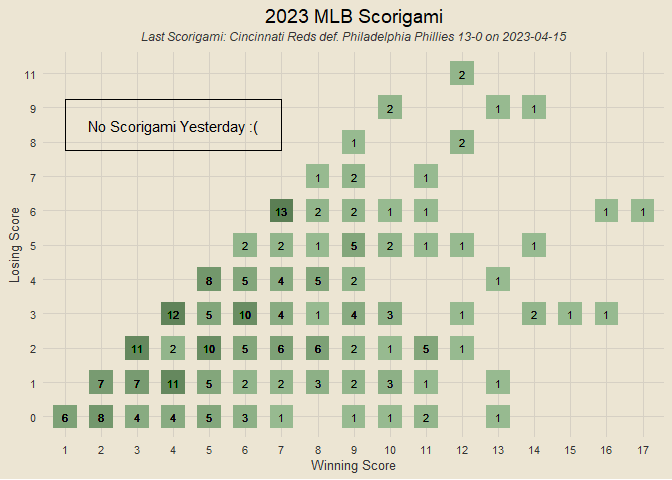 2023 MLB Scorigami
Last Scorigami: Cincinnati Reds def. Philadelphia Phillies 13-0 on 2023-04-15
11 2
9 2 1 1
No Scorigami Yesterday :(
8 1 2
7 1 2 1
6 13 2 2 1 1 1 1
5 2 2 1 5 2 1 1 1
4 8 5 4 5 2 1
3 12 5 10 4 1 4 3 1 2 1 1
2 11 2 10 5 6 6 2 1 5 1
1 7 7 11 5 2 2 3 2 3 1 1
0 6 8 4 4 5 3 1 1 1 2 1
1 2 3 4 5 6 7 8 9 10 11 12 13 14 15 16 17
Winning Score
Losing Score